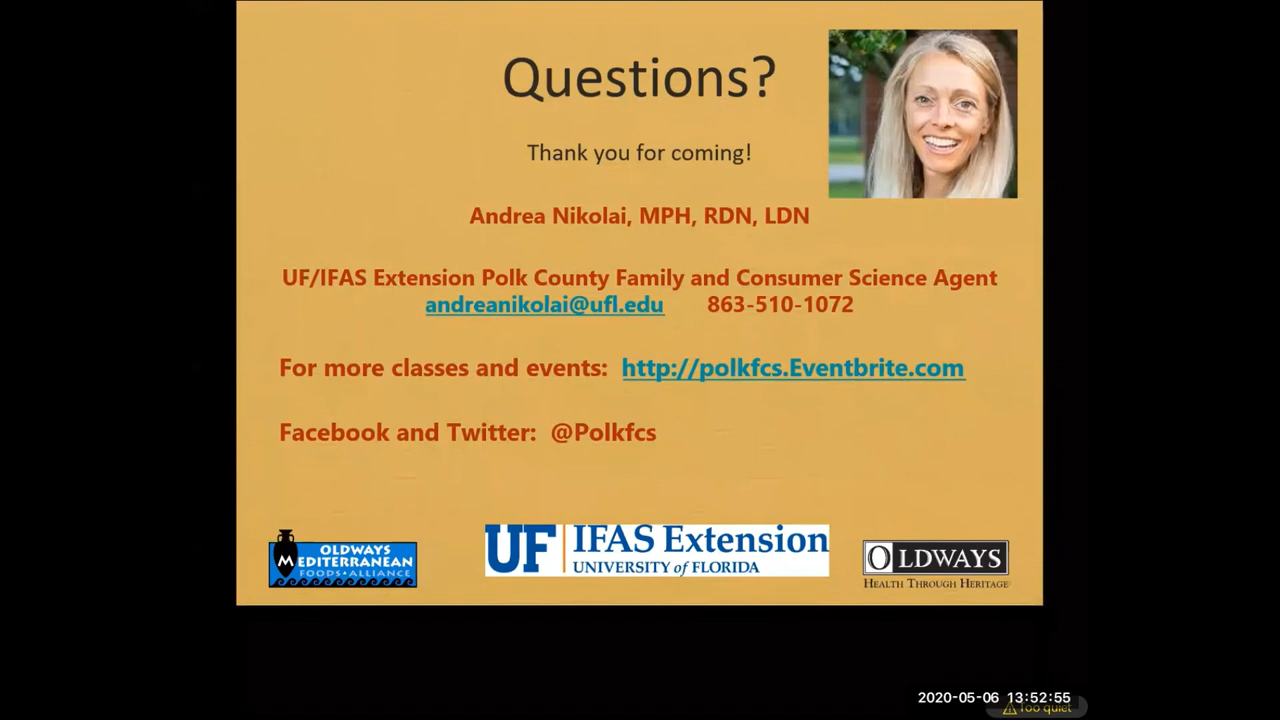 Questions?
Thank you for coming!
Andrea Nikolai, MPH, RDN, LDN
UF/IFAS Extension Polk County Family and Consumer Science Agent
andreanikolai@ufl.edu 863-510-1072
For more classes and events: http://polkfcs.Eventbrite.com
Facebook and Twitter: @Polkfcs
OLDWAYS
MEDITERRANEAN
FOODS•ALLIANCE
UF IFAS Extension
UNIVERSITY of FLORIDA
OLDWAYS
HEALTH THROUGH HERITAGE
2020-05-06 13:52:55
Too quiet